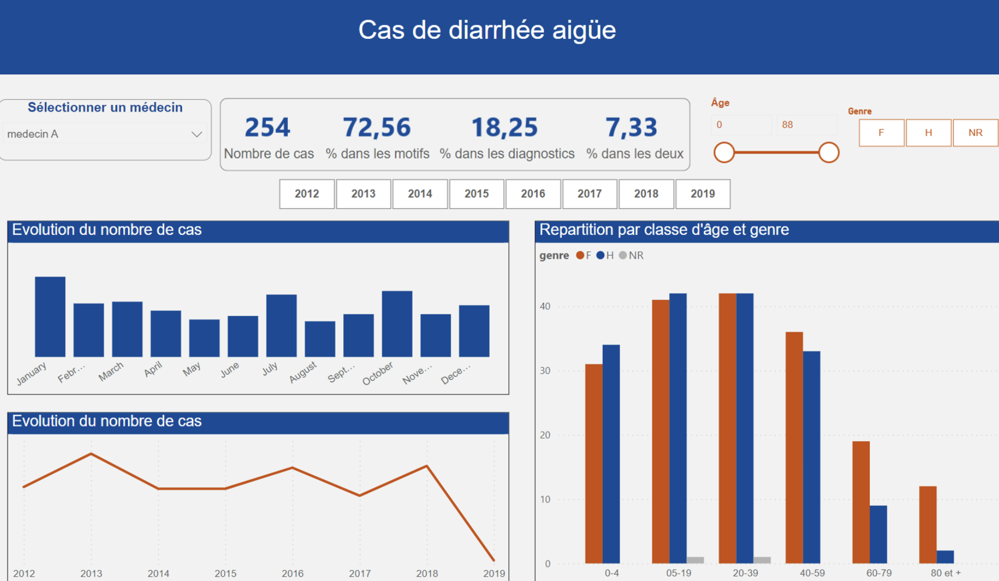 Cas de diarrhée aigüe
Sélectionner un médecin
medecin A
254
72,56
18,25
7,33
Nombre de cas
% dans les motifs
% dans les diagnostics
% dans les deux
Âge
0
88
Genre
F
H
NR
2012
2013
2014
2015
2016
2017
2018
2019
Evolution du nombre de cas
January
Febr...
March
April
May
June
July
August
Sept...
October
Nove...
Dece...
Evolution du nombre de cas
2012
2013
2014
2015
2016
2017
2018
2019
Repartition par classe d'âge et genre
genre F H NR
40
30
20
10
0
0-4
05-19
20-39
40-59
60-79
80 et +